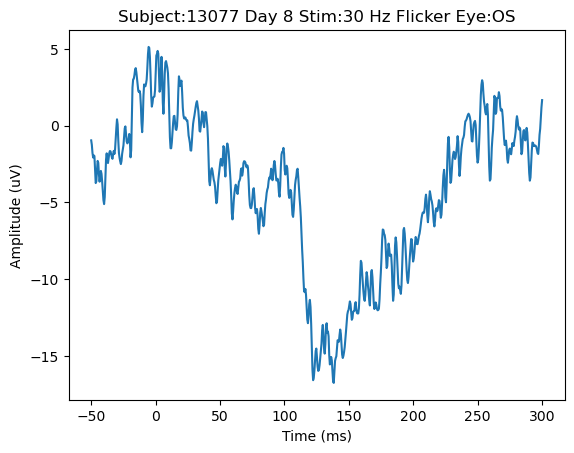 Subject:13077 Day 8 Stim:30 Hz Flicker Eye:OS
Amplitude (uV)
5
0
−5
−10
−15
−50 0 50 100 150 200 250 300
Time (ms)